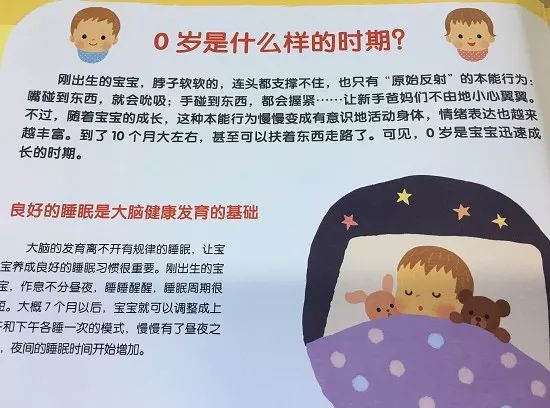 0岁是什么样的时期?
刚出生的宝宝，脖子软软的，连头都支撑不住，也只有“原始反射”的本能行为：
嘴碰到东西，就会吮吸；手碰到东西，都会握紧……让新手爸妈们不由地小心翼翼。
不过，随着宝宝的成长，这种本能行为慢慢变成有意识地活动身体，情绪表达也越来
越丰富。到了10个月大左右，甚至可以扶着东西走路了。可见，0岁是宝宝迅速成
长的时期。
良好的睡眠是大脑健康发育的基础
大脑的发育离不开有规律的睡眠，让宝
宝养成良好的睡眠习惯很重要。刚出生的宝
宝，作息不分昼夜，睡睡醒醒，睡眠周期很
短。大概7个月以后，宝宝就可以调整成上
午和下午各睡一次的模式，慢慢有了昼夜之
，夜间的睡眠时间开始增加。